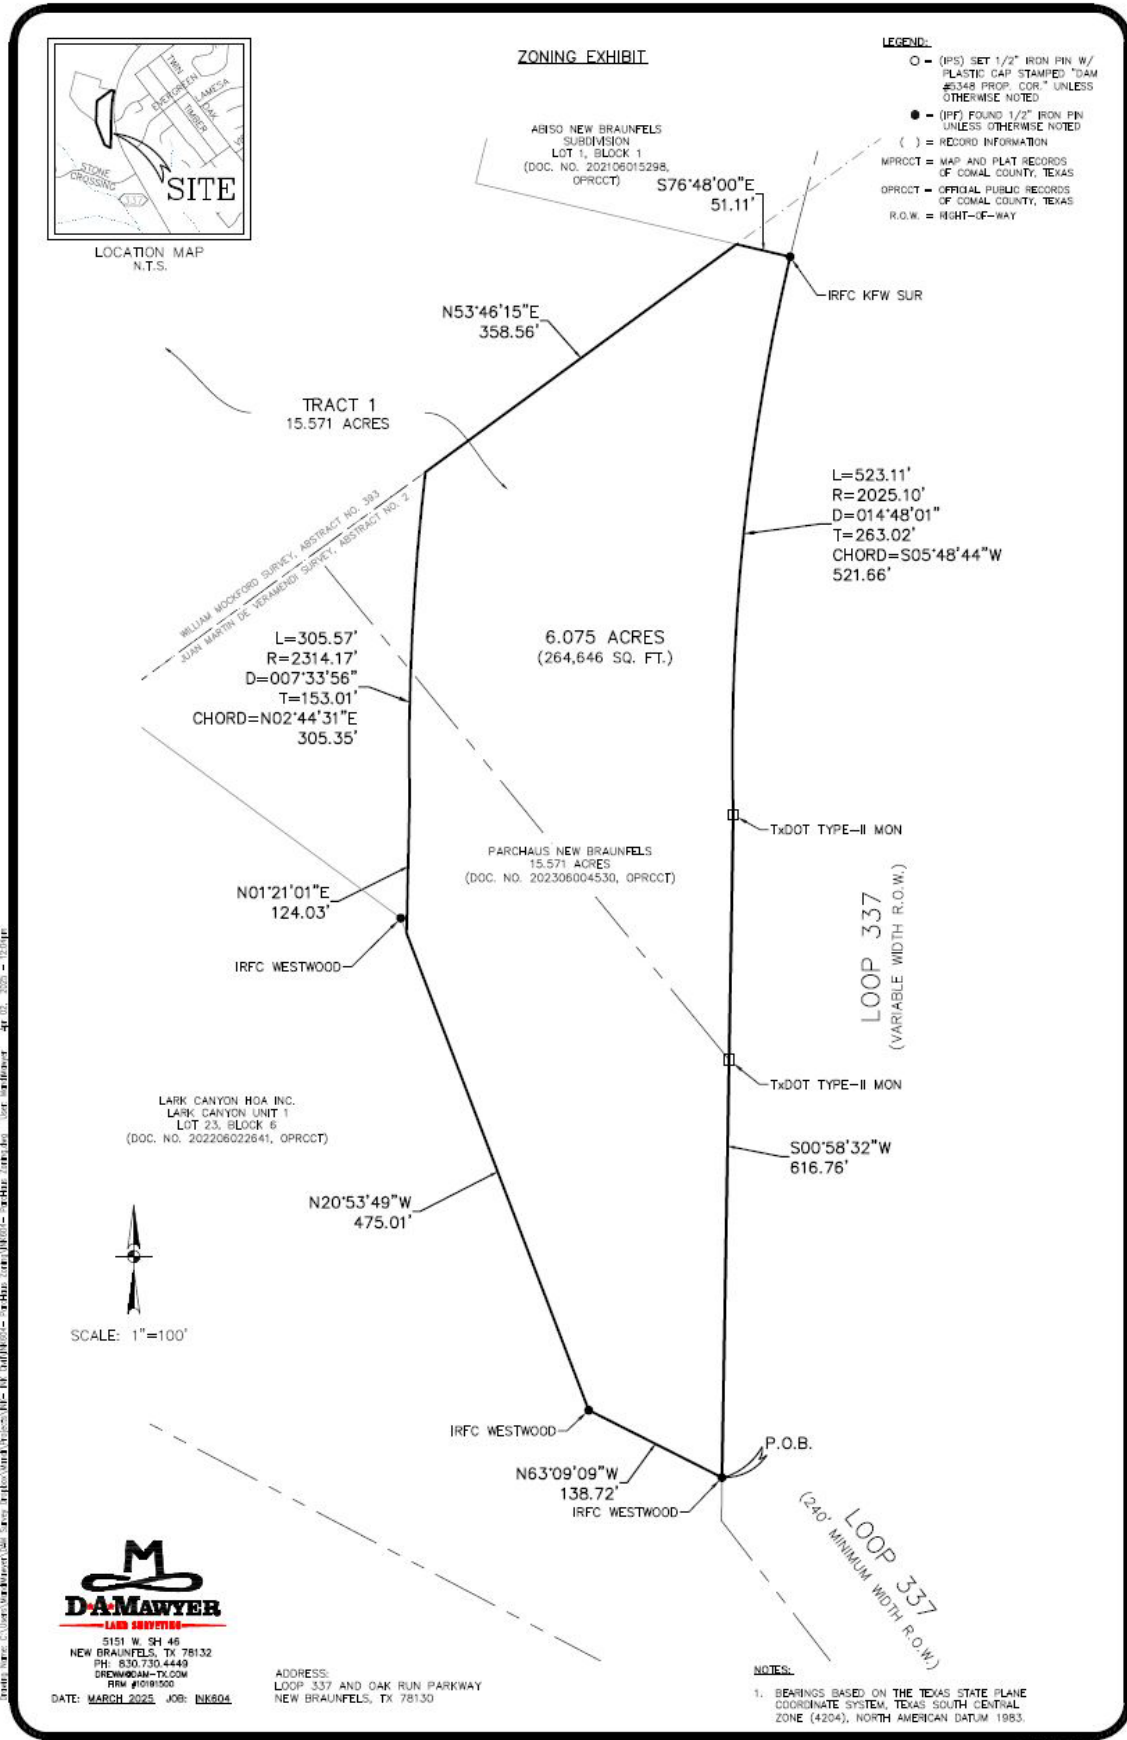 ZONING EXHIBIT
LEGEND:
O - (IPS) SET 1/2" IRON PIN W/
PLASTIC CAP STAMPED "DAM
#5348 PROP. COR." UNLESS
OTHERWISE NOTED
● - (IPF) FOUND 1/2" IRON PIN
UNLESS OTHERWISE NOTED
( ) = RECORD INFORMATION
MPRCCT = MAP AND PLAT RECORDS
OF COMAL COUNTY, TEXAS
OPRCCT = OFFICIAL PUBLIC RECORDS
OF COMAL COUNTY, TEXAS
R.O.W. = RIGHT-OF-WAY
TWIN
OAK
EVERGREEN
LAMESA
TIMBER
STONE
CROSSING
337
SITE
LOCATION MAP
N.T.S.
ABISO NEW BRAUNFELS
SUBDIVISION
LOT 1, BLOCK 1
(DOC. NO. 202106015298,
OPRCCT)
S76°48'00"E
51.11'
IRFC KFW SUR
N53°46'15"E
358.56'
TRACT 1
15.571 ACRES
WILLIAM MOCKFORD SURVEY, ABSTRACT NO. 393
JUAN MARTIN DE VERAMENDI SURVEY, ABSTRACT NO. 2
L=523.11'
R=2025.10'
D=014°48'01"
T=263.02'
CHORD=S05°48'44"W
521.66'
6.075 ACRES
(264,646 SQ. FT.)
L=305.57'
R=2314.17'
D=007°33'56"
T=153.01'
CHORD=N02°44'31"E
305.35'
TxDOT TYPE-II MON
PARCHAUS NEW BRAUNFELS
15.571 ACRES
(DOC. NO. 202306004530, OPRCCT)
N01°21'01"E
124.03'
IRFC WESTWOOD
LOOP 337
(VARIABLE WIDTH R.O.W.)
TxDOT TYPE-II MON
LARK CANYON HOA INC.
LARK CANYON UNIT 1
LOT 23, BLOCK 6
(DOC. NO. 202206022641, OPRCCT)
S00°58'32"W
616.76'
N20°53'49"W
475.01'
SCALE: 1"=100'
IRFC WESTWOOD
P.O.B.
N63°09'09"W
138.72'
IRFC WESTWOOD
LOOP 337
(240' MINIMUM WIDTH R.O.W.)
M
D.A.MAWYER
LAND SURVEYING
5151 W. SH 46
NEW BRAUNFELS, TX 78132
PH: 830.730.4449
DREWM@DAM-TX.COM
FIRM #10191500
DATE: MARCH 2025 JOB: INK604
ADDRESS:
LOOP 337 AND OAK RUN PARKWAY
NEW BRAUNFELS, TX 78130
NOTES:
1. BEARINGS BASED ON THE TEXAS STATE PLANE
COORDINATE SYSTEM, TEXAS SOUTH CENTRAL
ZONE (4204), NORTH AMERICAN DATUM 1983.